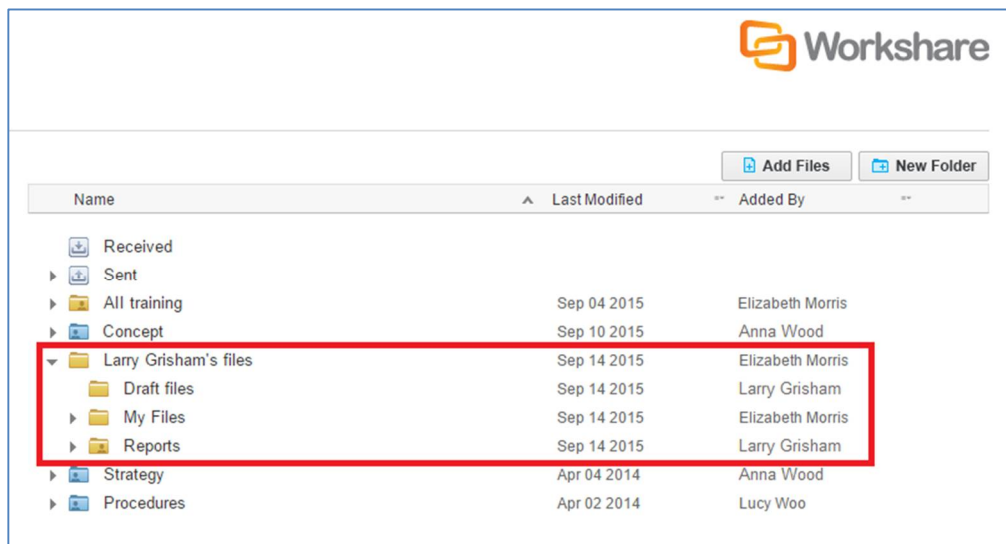 Workshare
Add Files New Folder
Name Last Modified Added By
Received
Sent
All training Sep 04 2015 Elizabeth Morris
Concept Sep 10 2015 Anna Wood
Larry Grisham's files Sep 14 2015 Elizabeth Morris
Draft files Sep 14 2015 Larry Grisham
My Files Sep 14 2015 Elizabeth Morris
Reports Sep 14 2015 Larry Grisham
Strategy Apr 04 2014 Anna Wood
Procedures Apr 02 2014 Lucy Woo